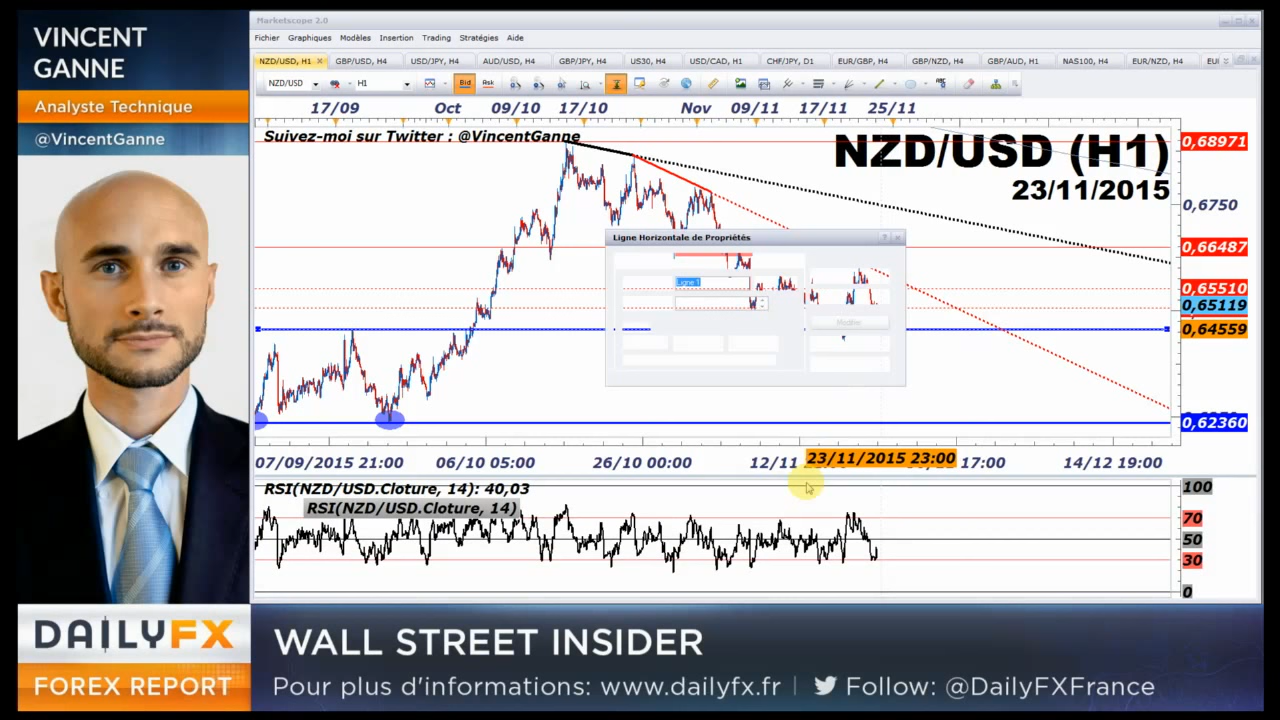 VINCENT
GANNE
Analyste Technique
@VincentGanne
Marketscope 2.0
Fichier Graphiques Modèles Insertion Trading Stratégies Aide
NZD/USD, H1 GBP/USD, H4 USD/JPY, H4 AUD/USD, H4 GBP/JPY, H4 US30, H4 USD/CAD, H1 CHF/JPY, D1 EUR/GBP, H4 GBP/NZD, H4 GBP/AUD, H1 NAS100, H4 EUR/NZD, H4
NZD/USD H1 Bid Ask
17/09 Oct 09/10 17/10 Nov 09/11 17/11 25/11
Suivez-moi sur Twitter : @VincentGanne
NZD/USD (H1)
23/11/2015
0,68971
0,6750
0,66487
0,65510
0,65119
0,64559
0,62360
Ligne Horizontale de Propriétés
Ligne 1
Modifier
23/11/2015 23:00
07/09/2015 21:00 06/10 05:00 26/10 00:00 12/11 17:00 14/12 19:00
RSI(NZD/USD.Cloture, 14): 40,03
RSI(NZD/USD.Cloture, 14)
100
70
50
30
0
DAILYFX
FOREX REPORT
WALL STREET INSIDER
Pour plus d'informations: www.dailyfx.fr | Follow: @DailyFXFrance